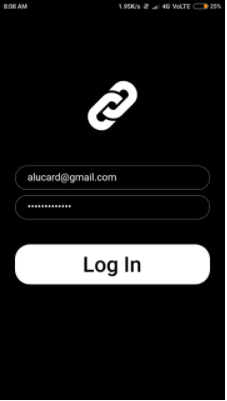 8:08 AM 1.95K/s 4G VoLTE 25%
alucard@gmail.com
•••••••••••••
Log In